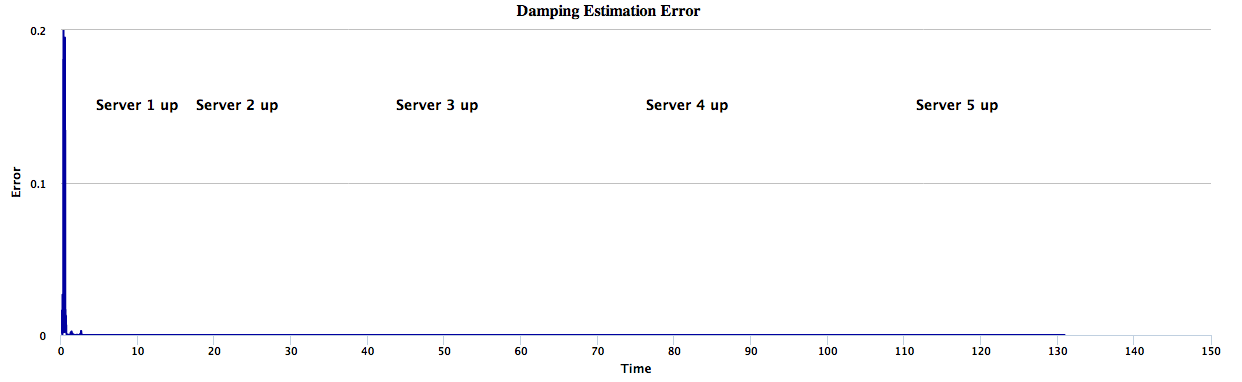 Damping Estimation Error
0.2
Server 1 up Server 2 up Server 3 up Server 4 up Server 5 up
0.1
Error
0
0 10 20 30 40 50 60 70 80 90 100 110 120 130 140 150
Time